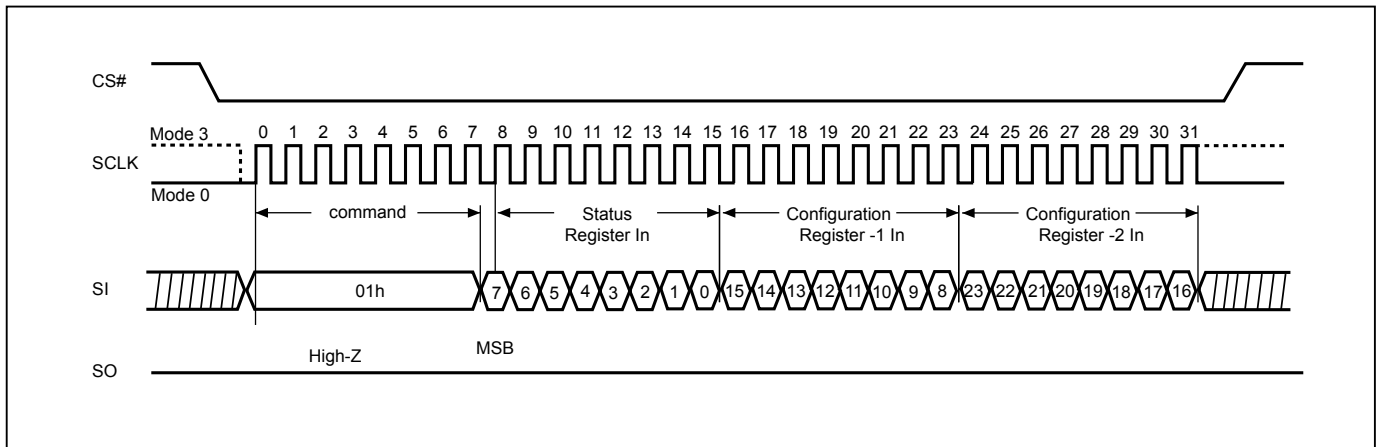 CS#
Mode 3
0 1 2 3 4 5 6 7 8 9 10 11 12 13 14 15 16 17 18 19 20 21 22 23 24 25 26 27 28 29 30 31
SCLK
Mode 0
command
Status
Register In
Configuration
Register -1 In
Configuration
Register -2 In
SI
01h
7 6 5 4 3 2 1 0 15 14 13 12 11 10 9 8 23 22 21 20 19 18 17 16
High-Z
MSB
SO